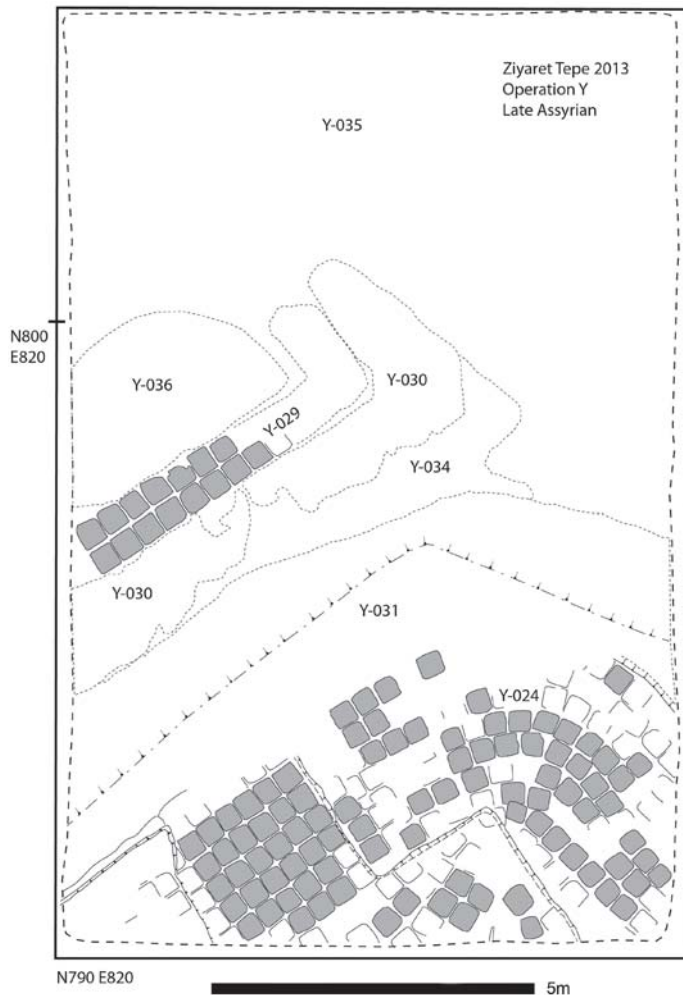 Ziyaret Tepe 2013
Operation Y
Late Assyrian
Y-035
N800
E820
Y-036
Y-030
Y-029
Y-034
Y-030
Y-031
Y-024
N790 E820
5m